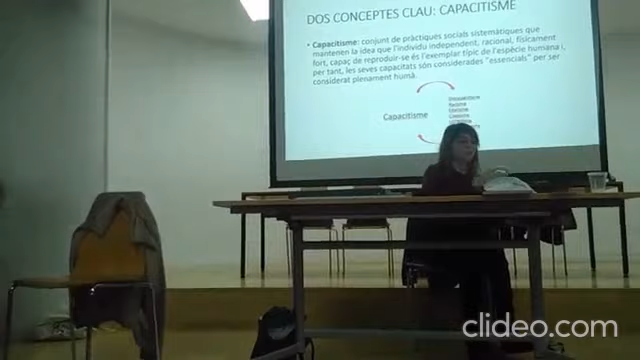 DOS CONCEPTES CLAU: CAPACITISME
• Capacitisme: conjunt de pràctiques socials sistemàtiques que
mantenen la idea que l'individu independent, racional, físicament
fort, capaç de reproduir-se és l'exemplar típic de l'espècie humana i,
per tant, les seves capacitats són considerades "essencials" per ser
considerat plenament humà.
Capacitisme
Racisme
clideo.com